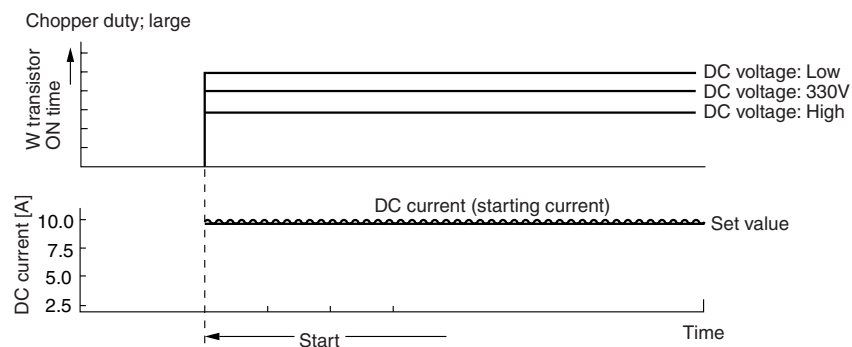 Chopper duty; large
W transistor
ON time
DC voltage: Low
DC voltage: 330V
DC voltage: High
DC current [A]
10.0
7.5
5.0
2.5
DC current (starting current)
Set value
Start
Time